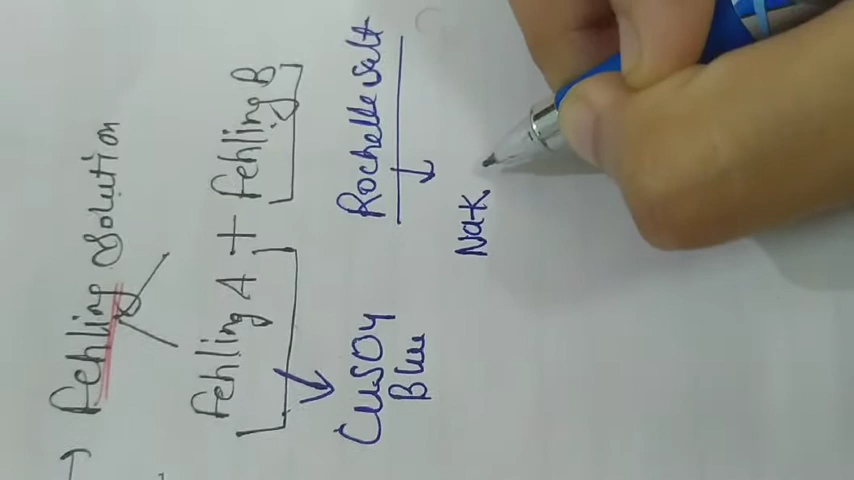 → Fehling Solution
Fehling A + Fehling B
CuSO4 Rochelle Salt
Blue ↓
NaK